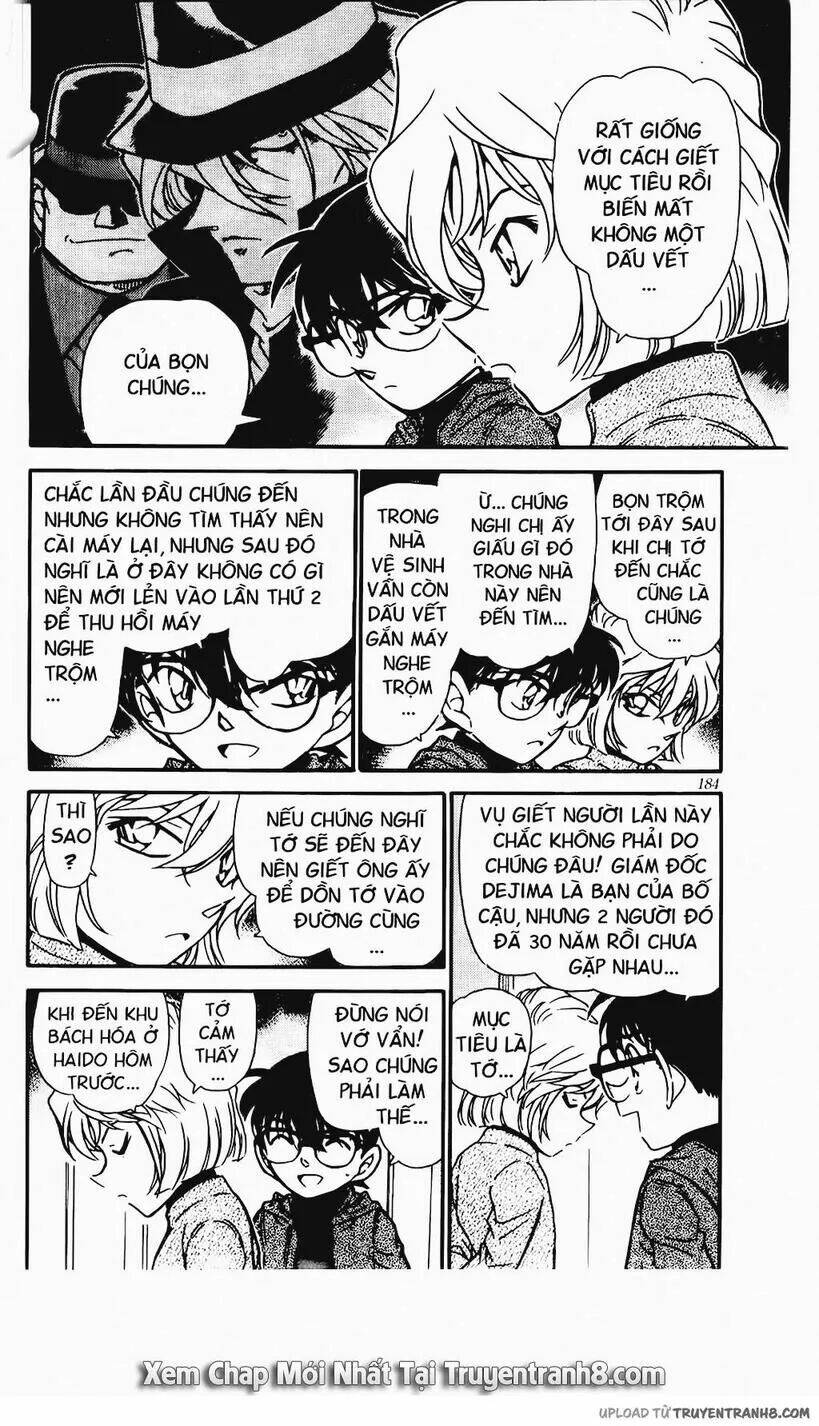 RẤT GIỐNG
VỚI CÁCH GIẾT
MỤC TIÊU RỒI
BIẾN MẤT
KHÔNG MỘT
DẤU VẾT
...
CỦA BỌN
CHÚNG...
BỌN TRỘM
TỚI ĐÂY SAU
KHI CHỊ TỚ
ĐẾN CHẮC
CŨNG LÀ
CHÚNG
...
Ừ... CHÚNG
NGHI CHỊ ẤY
GIẤU GÌ ĐÓ
TRONG NHÀ
NÀY NÊN
ĐẾN TÌM...
TRONG
NHÀ
VỆ SINH
VẪN CÒN
DẤU VẾT
GẮN MÁY
NGHE
TRỘM
...
CHẮC LẦN ĐẦU CHÚNG ĐẾN
NHƯNG KHÔNG TÌM THẤY NÊN
CÀI MÁY LẠI, NHƯNG SAU ĐÓ
NGHĨ LÀ Ở ĐÂY KHÔNG CÓ GÌ
NÊN MỚI LẺN VÀO LẦN THỨ 2
ĐỂ THU HỒI MÁY
NGHE
TRỘM
...
184
VỤ GIẾT NGƯỜI LẦN NÀY
CHẮC KHÔNG PHẢI DO
CHÚNG ĐÂU! GIÁM ĐỐC
DEJIMA LÀ BẠN CỦA BỐ
CẬU, NHƯNG 2 NGƯỜI ĐÓ
ĐÃ 30 NĂM RỒI CHƯA
GẶP NHAU...
MỤC
TIÊU LÀ
TỚ...
NẾU CHÚNG NGHĨ
TỚ SẼ ĐẾN ĐÂY
NÊN GIẾT ÔNG ẤY
ĐỂ DỒN TỚ VÀO
ĐƯỜNG CÙNG
...
THÌ
SAO
?
ĐỪNG NÓI
VỚ VẨN!
SAO CHÚNG
PHẢI LÀM
THẾ...
TỚ
CẢM
THẤY
...
KHI ĐẾN KHU
BÁCH HÓA Ở
HAIDO HÔM
TRƯỚC...
Xem Chap Mới Nhất Tại Truyentranh8.com
UPLOAD TỪ TRUYENTRANH8.COM